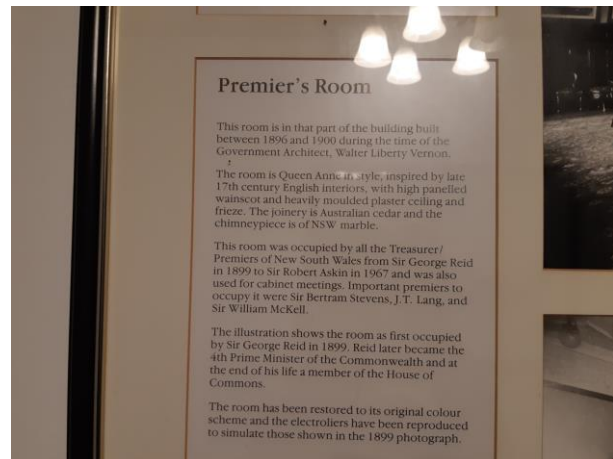 Premier's Room
This room is in that part of the building built
between 1896 and 1900 during the time of the
Government Architect, Walter Liberty Vernon.
The room is Queen Anne in style, inspired by late
17th century English interiors, with high panelled
wainscot and heavily moulded plaster ceiling and
frieze. The joinery is Australian cedar and the
chimneypiece is of NSW marble.
This room was occupied by all the Treasurer/
Premiers of New South Wales from Sir George Reid
in 1899 to Sir Robert Askin in 1967 and was also
used for cabinet meetings. Important premiers to
occupy it were Sir Bertram Stevens, J.T. Lang, and
Sir William McKell.
The illustration shows the room as first occupied
by Sir George Reid in 1899. Reid later became the
4th Prime Minister of the Commonwealth and at
the end of his life a member of the House of
Commons.
The room has been restored to its original colour
scheme and the electroliers have been reproduced
to simulate those shown in the 1899 photograph.